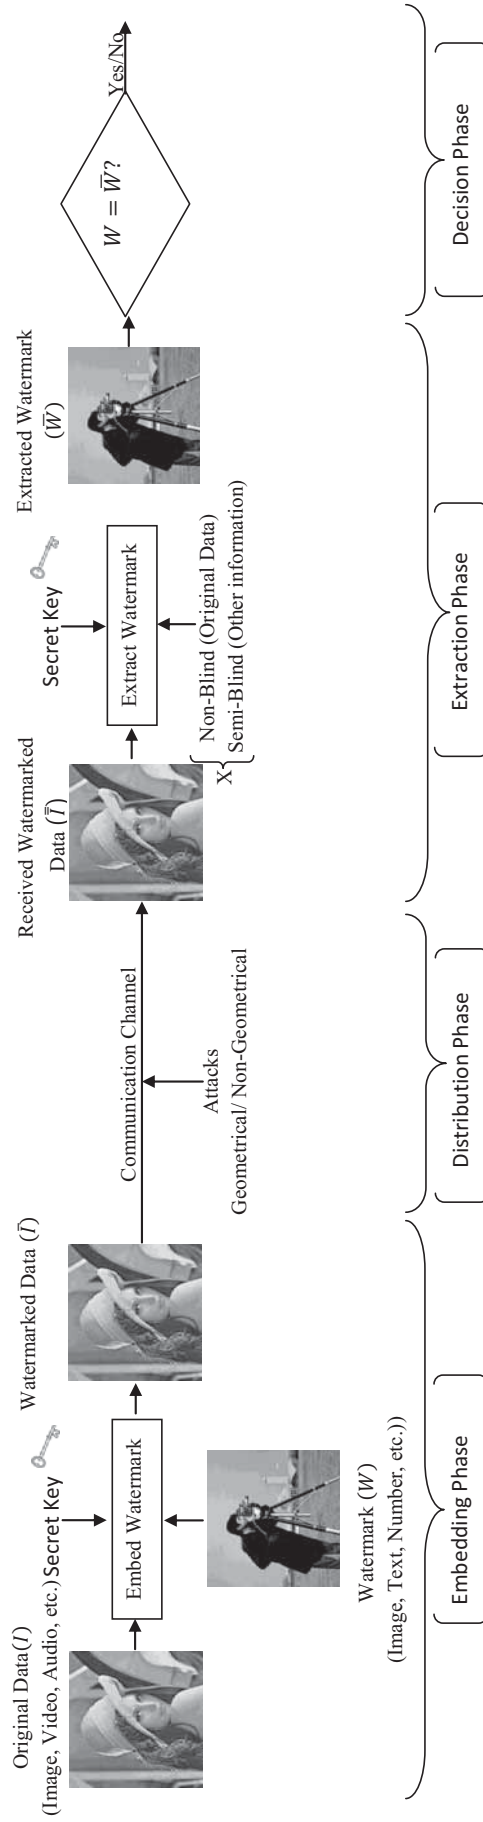 Original Data(I)
(Image, Video, Audio, etc.)
Secret Key
Embed Watermark
Watermark (W)
(Image, Text, Number, etc.))
Watermarked Data (Ī)
Communication Channel
Attacks
Geometrical/ Non-Geometrical
Received Watermarked
Data (I̿)
Secret Key
Extract Watermark
X
Non-Blind (Original Data)
Semi-Blind (Other information)
Extracted Watermark
(W̄)
W = W̄?
Yes/No
Embedding Phase
Distribution Phase
Extraction Phase
Decision Phase